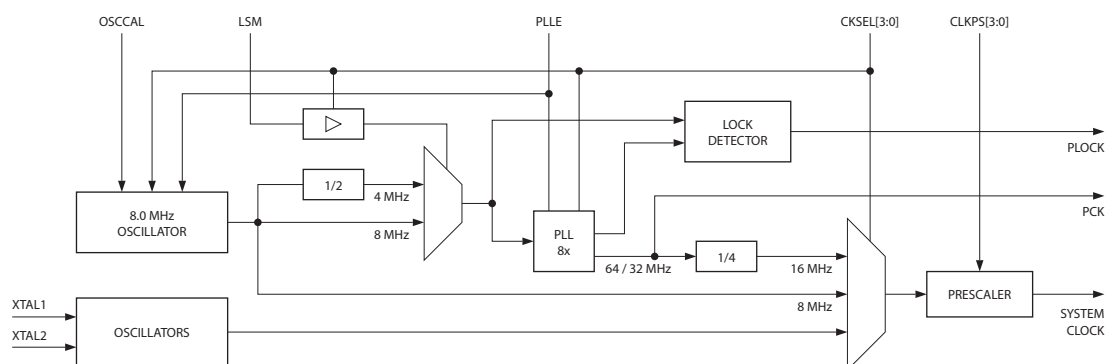 OSCCAL
LSM
PLLE
CKSEL[3:0]
CLKPS[3:0]
LOCK
DETECTOR
PLOCK
1/2
4 MHz
8.0 MHz
OSCILLATOR
8 MHz
PCK
PLL
8x
64 / 32 MHz
1/4
16 MHz
8 MHz
PRESCALER
SYSTEM
CLOCK
XTAL1
XTAL2
OSCILLATORS